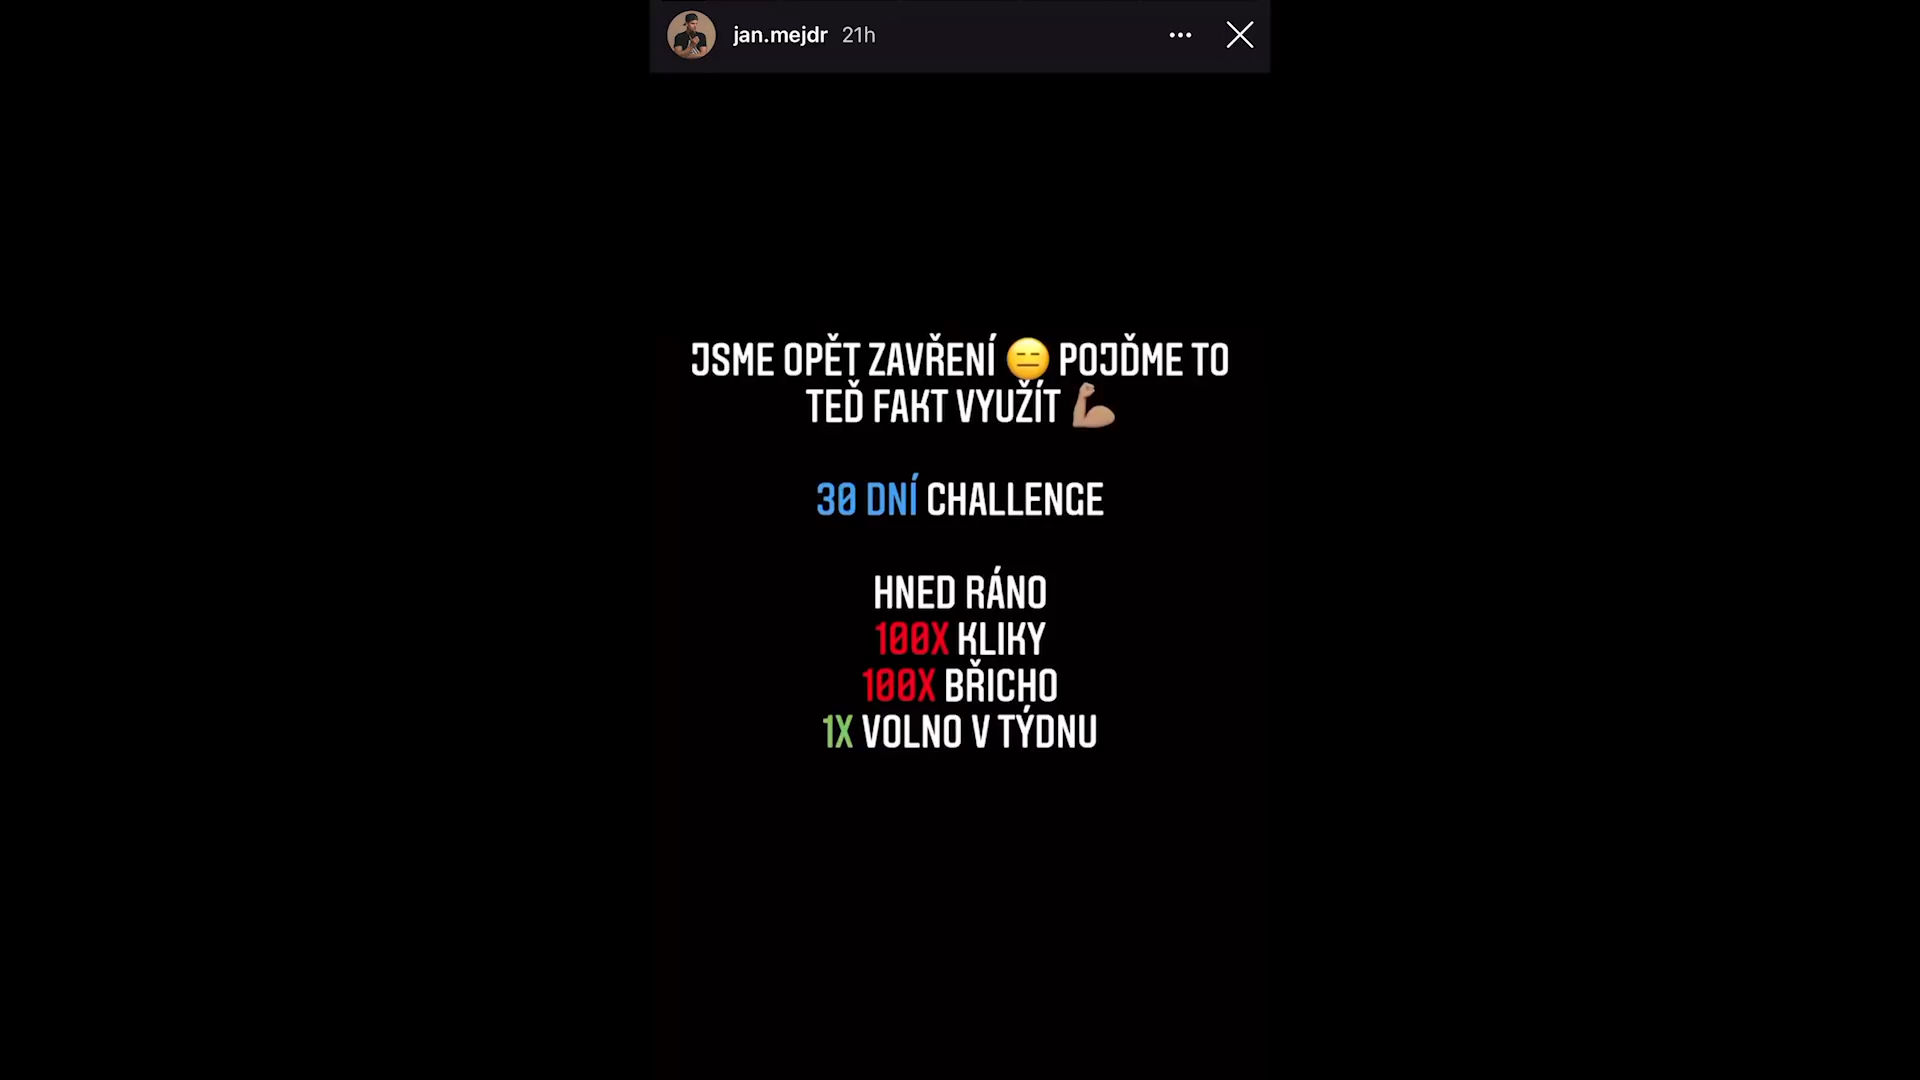 jan.mejdr 21h
JSME OPĚT ZAVŘENÍ 😑 POJĎME TO
TEĎ FAKT VYUŽÍT 💪🏽
30 DNÍ CHALLENGE
HNED RÁNO
100X KLIKY
100X BŘICHO
1X VOLNO V TÝDNU